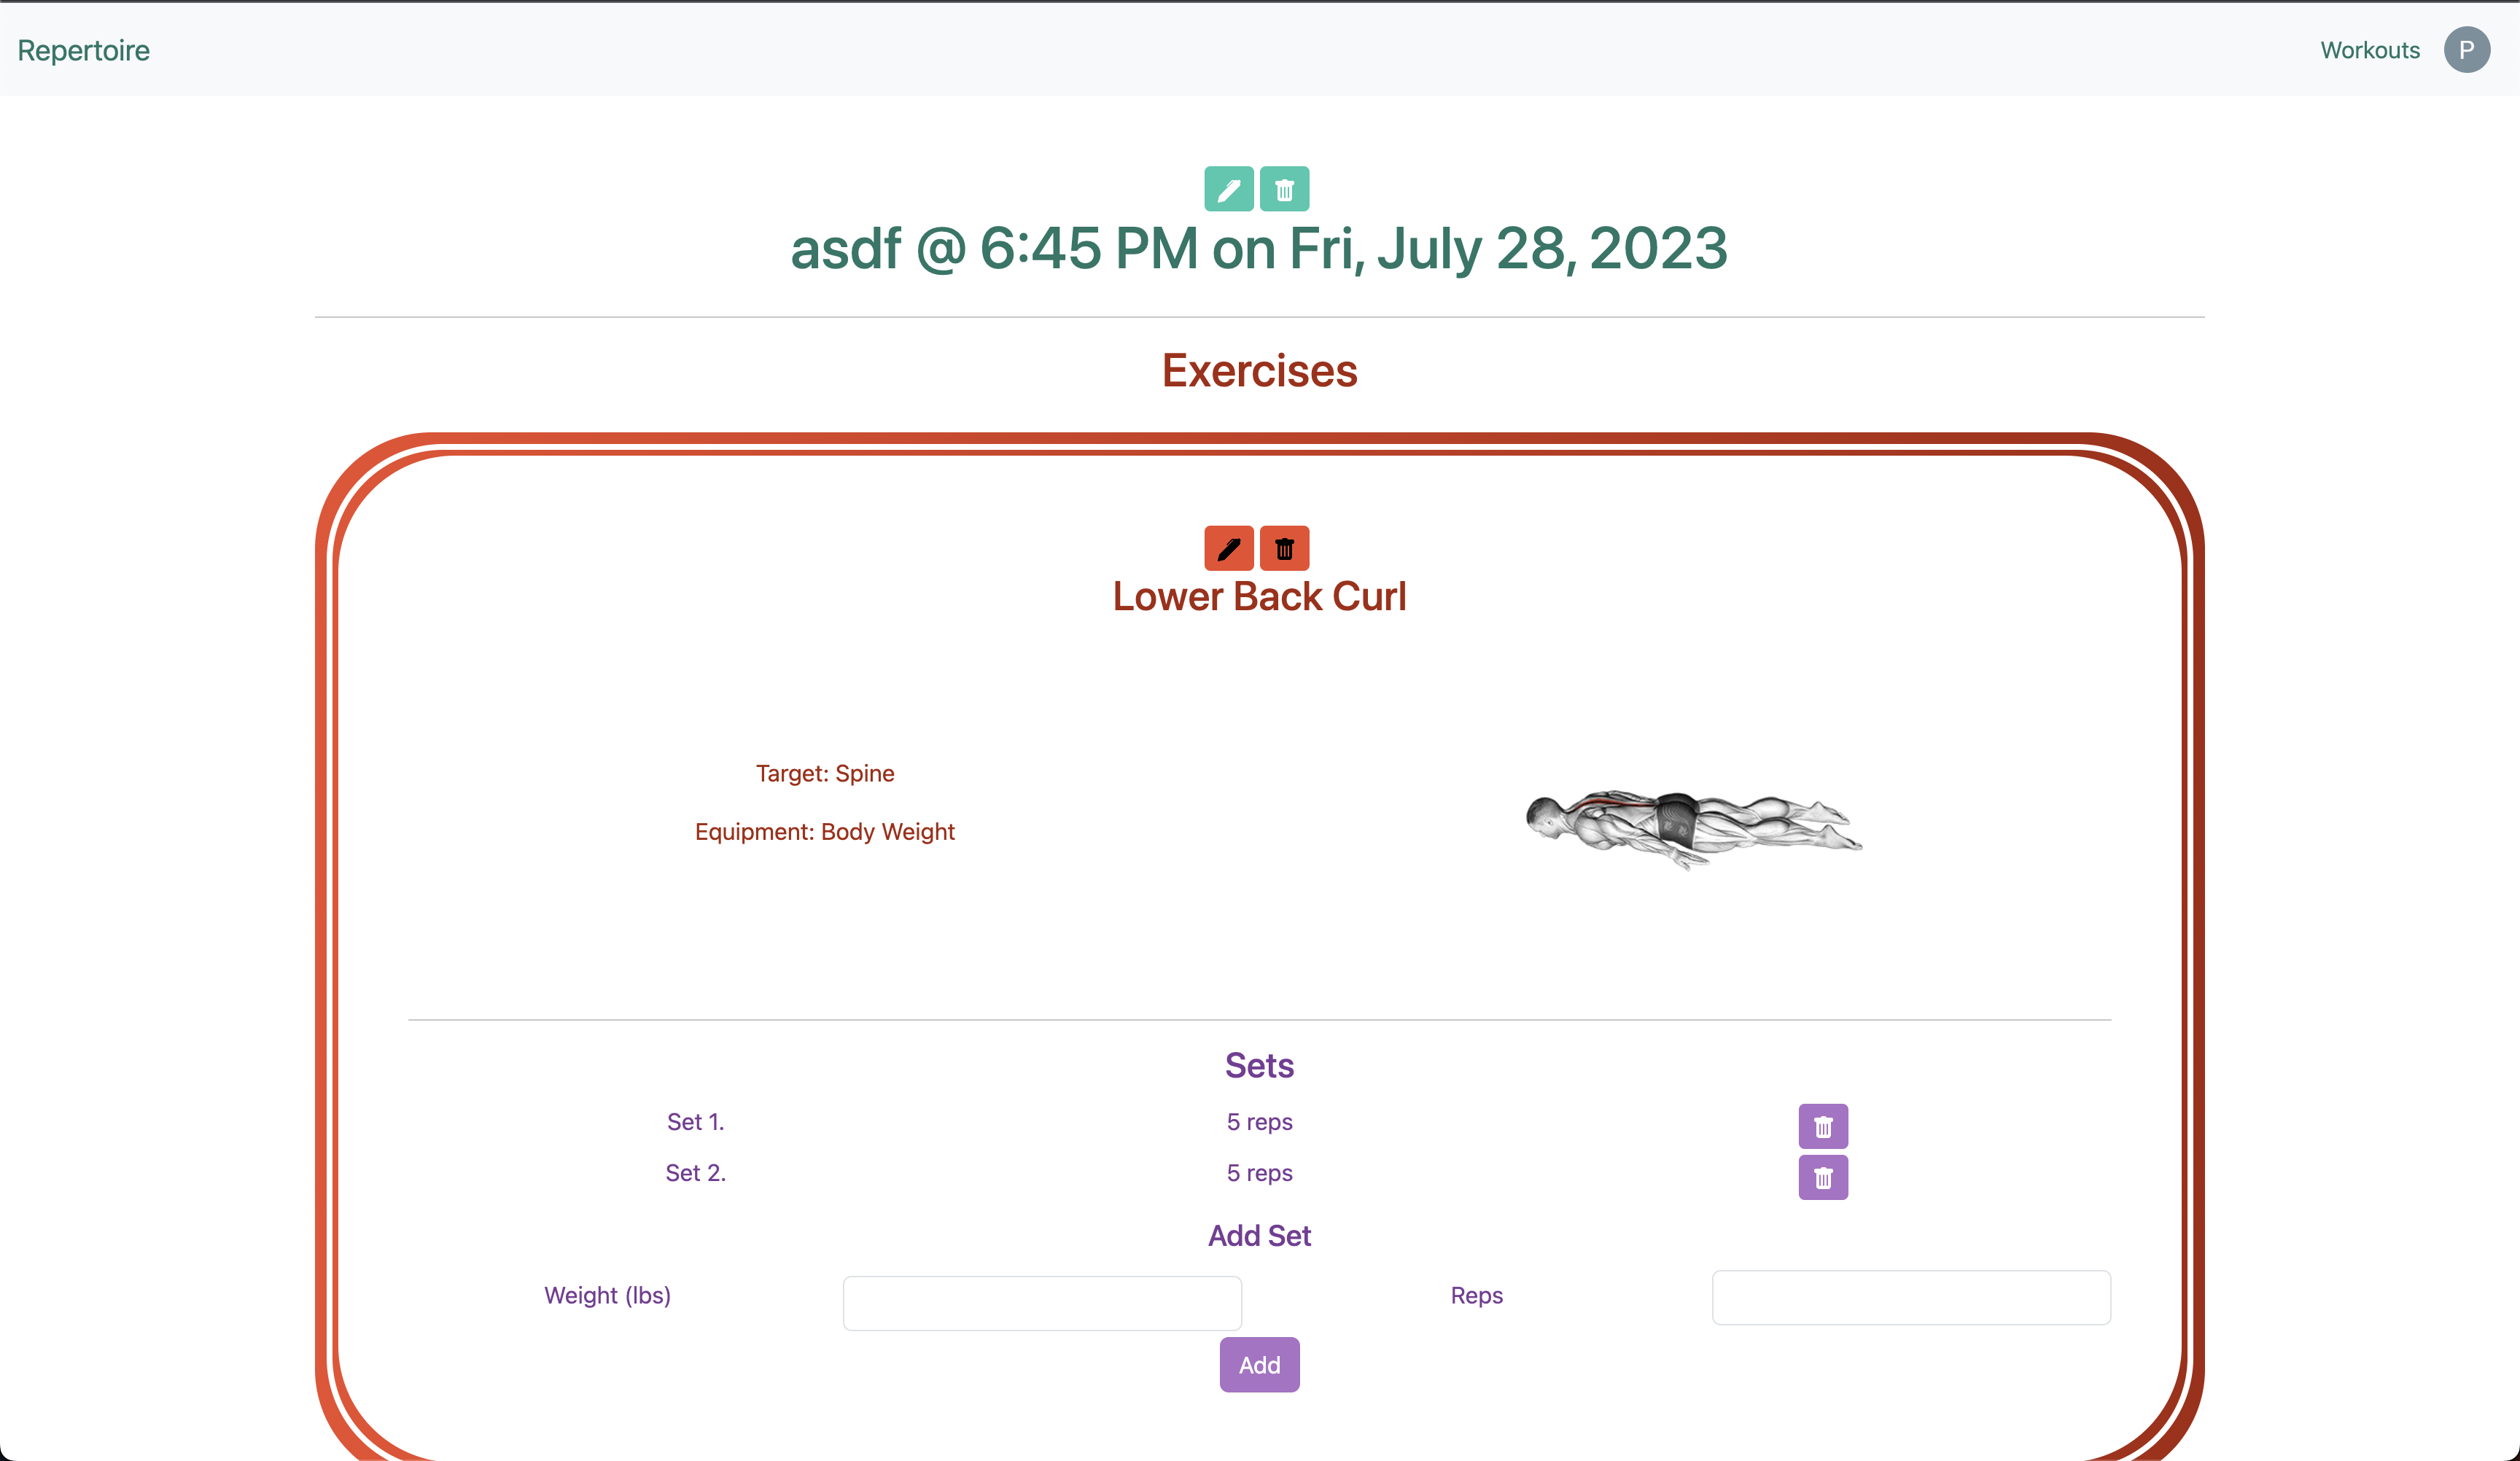 Repertoire
Workouts
P
asdf @ 6:45 PM on Fri, July 28, 2023
Exercises
Lower Back Curl
Target: Spine
Equipment: Body Weight
Sets
Set 1.
5 reps
Set 2.
5 reps
Add Set
Weight (lbs)
Reps
Add